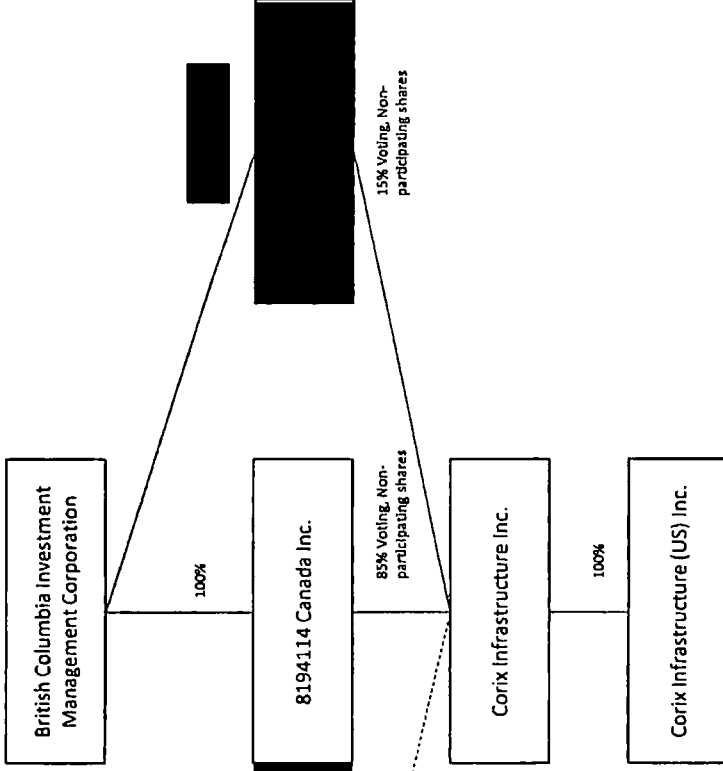 British Columbia Investment
Management Corporation
100%
8194114 Canada Inc.
85% Voting, Non-
participating shares
15% Voting, Non-
participating shares
Corix Infrastructure Inc.
100%
Corix Infrastructure (US) Inc.